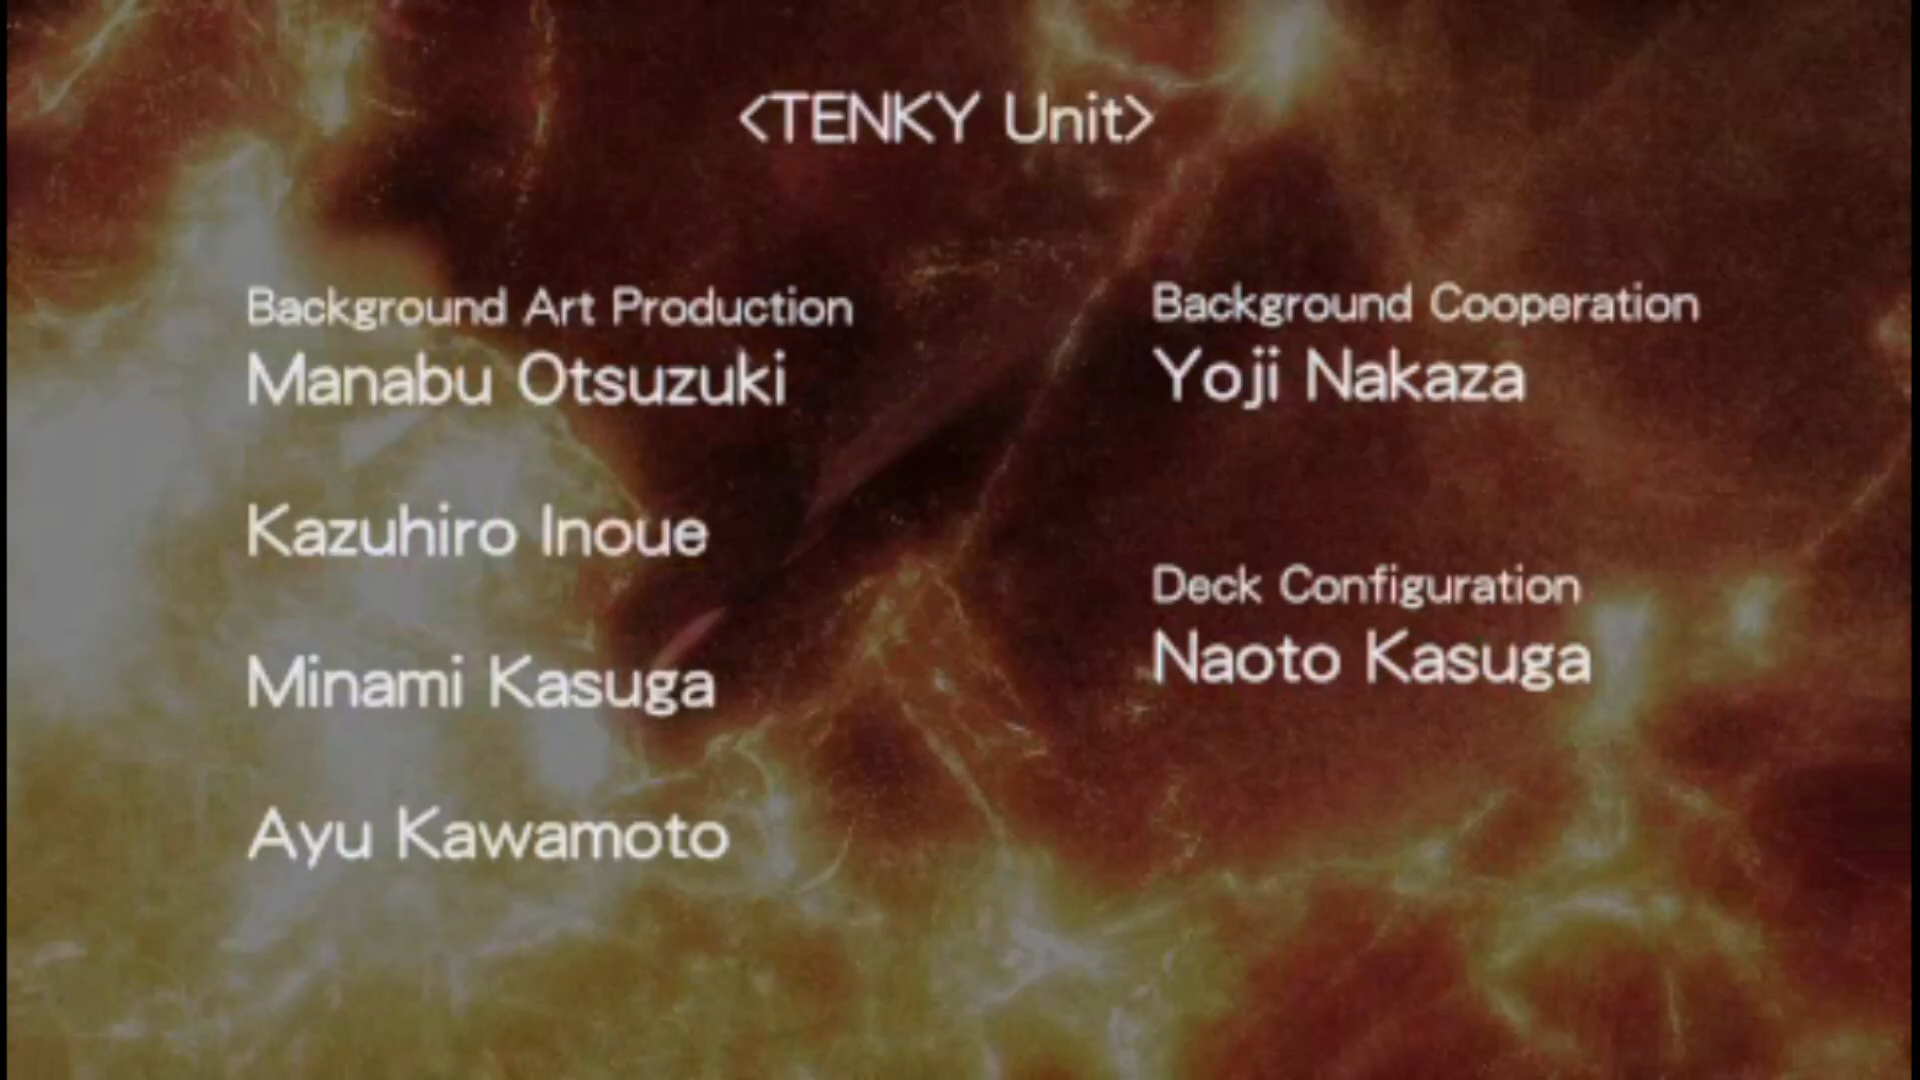 <TENKY Unit>
Background Art Production
Manabu Otsuzuki
Kazuhiro Inoue
Minami Kasuga
Ayu Kawamoto
Background Cooperation
Yoji Nakaza
Deck Configuration
Naoto Kasuga